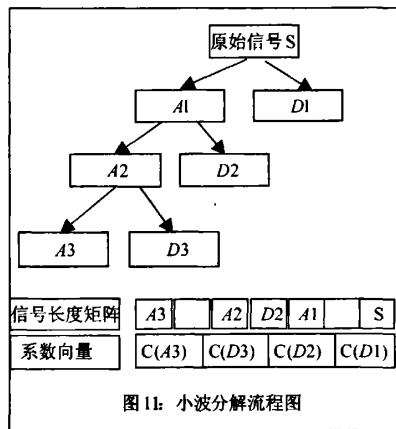 原始信号S
A1 D1
A2 D2
A3 D3
信号长度矩阵 A3 A2 D2 A1 S
系数向量 C(A3) C(D3) C(D2) C(D1)
图11：小波分解流程图